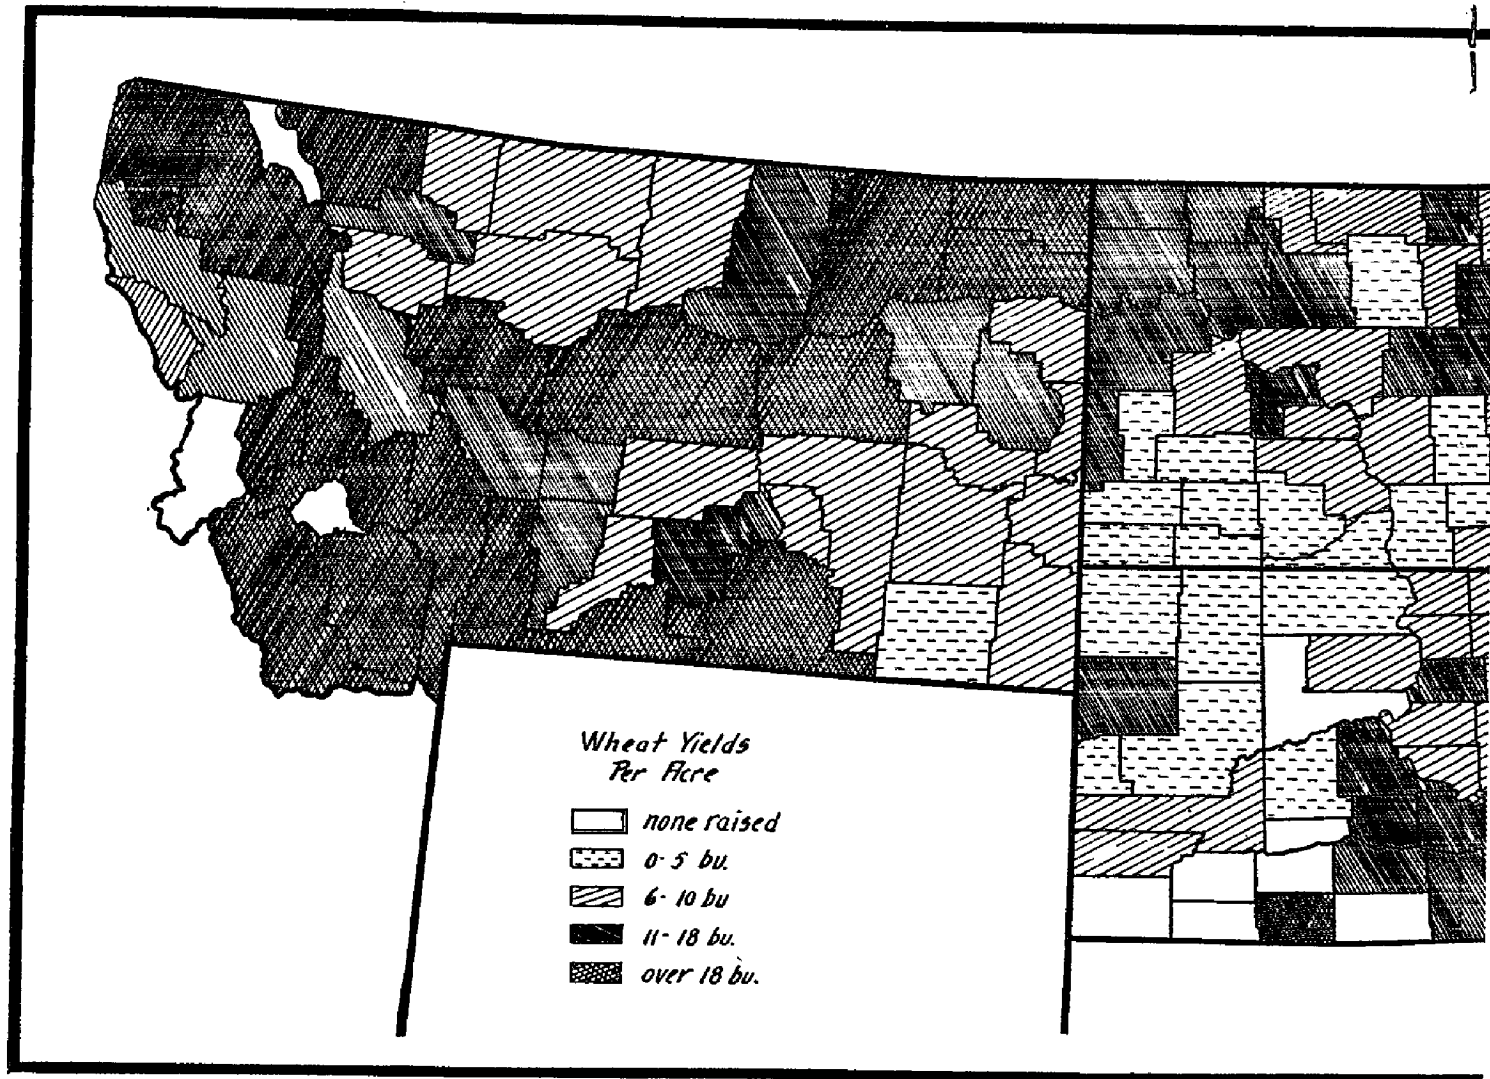 Wheat Yields
Per Acre
none raised
0-5 bu.
6-10 bu
11-18 bu.
over 18 bu.